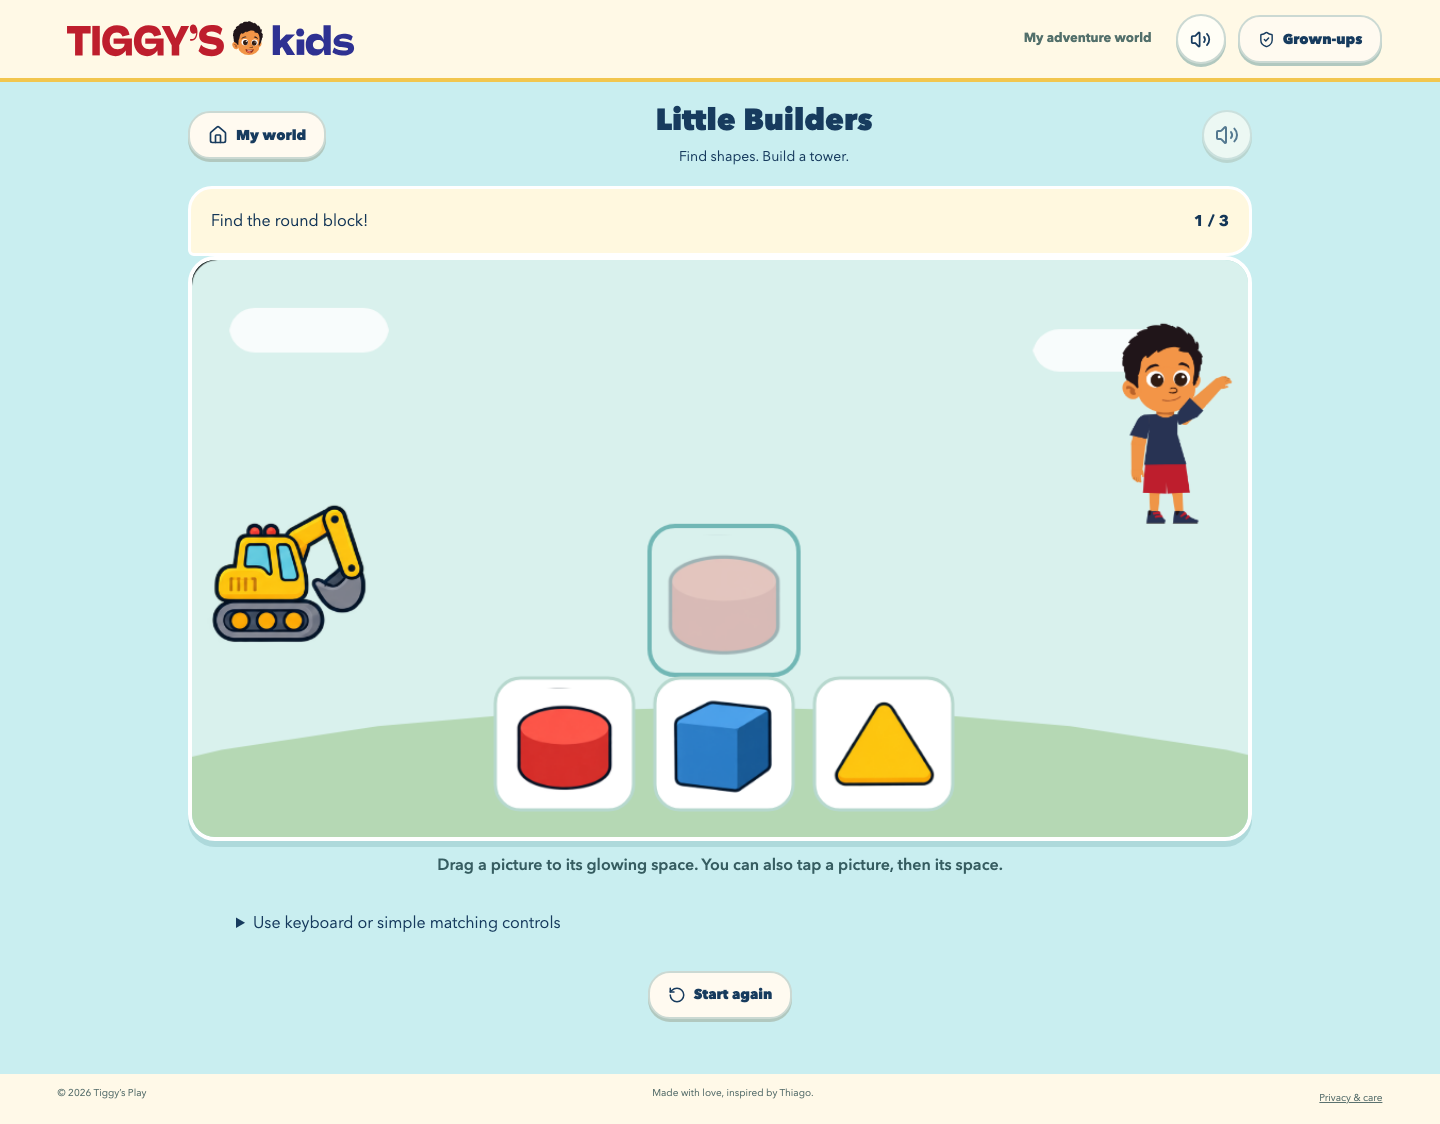 TIGGY'S kids
My adventure world
Grown-ups
My world
Little Builders
Find shapes. Build a tower.
Find the round block!
1 / 3
Drag a picture to its glowing space. You can also tap a picture, then its space.
Use keyboard or simple matching controls
Start again
© 2026 Tiggy's Play
Made with love, inspired by Thiago.
Privacy & care